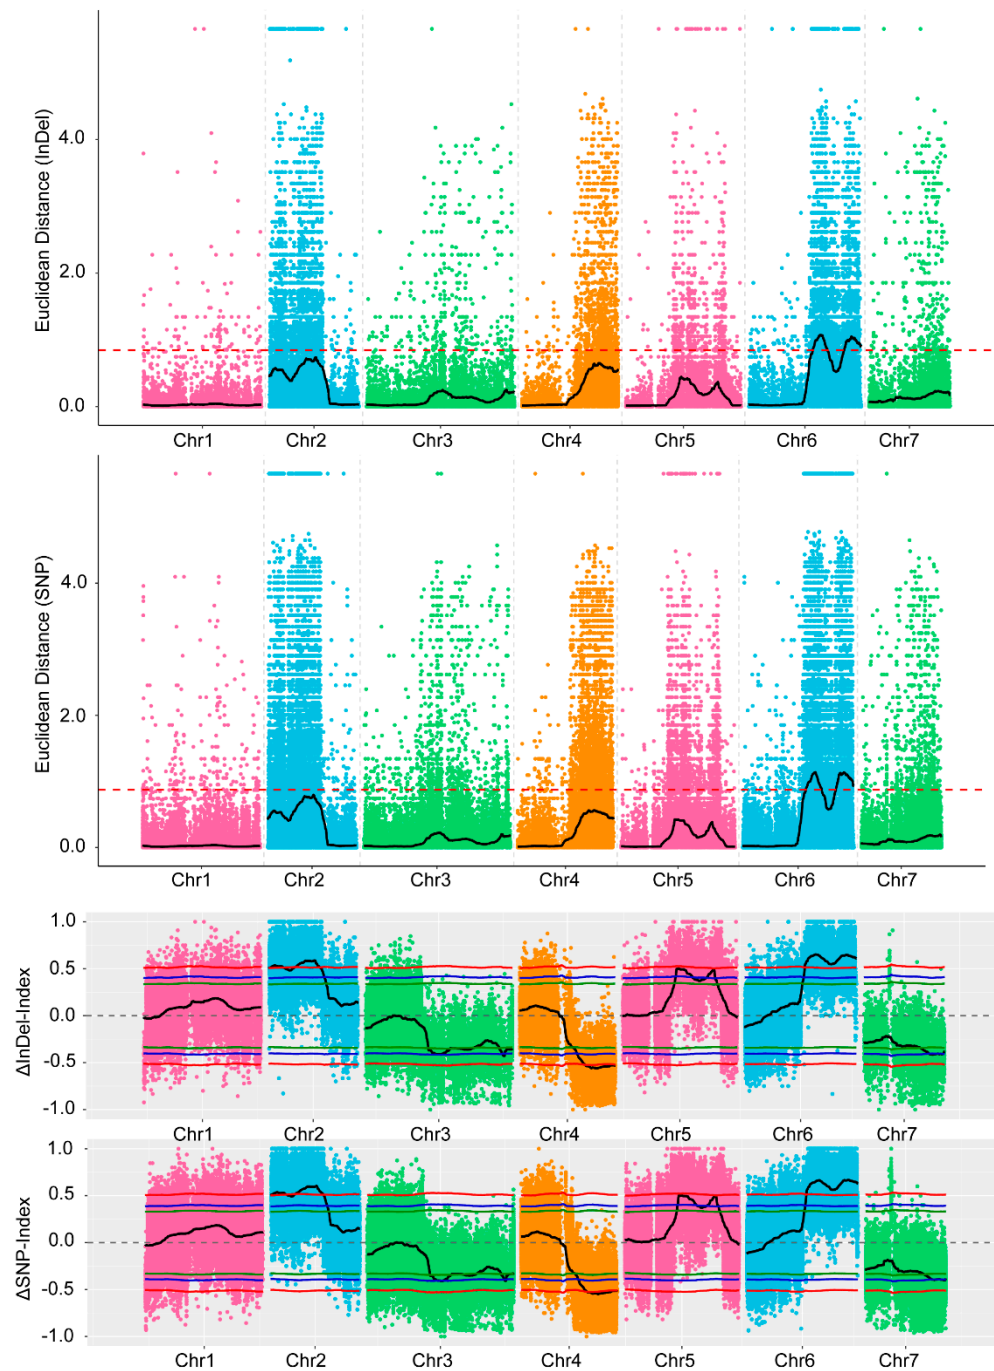 Euclidean Distance (InDel)
4.0
2.0
0.0
Chr1 Chr2 Chr3 Chr4 Chr5 Chr6 Chr7
Euclidean Distance (SNP)
4.0
2.0
0.0
Chr1 Chr2 Chr3 Chr4 Chr5 Chr6 Chr7
ΔInDel-Index
1.0
0.5
0.0
-0.5
-1.0
Chr1 Chr2 Chr3 Chr4 Chr5 Chr6 Chr7
ΔSNP-Index
1.0
0.5
0.0
-0.5
-1.0
Chr1 Chr2 Chr3 Chr4 Chr5 Chr6 Chr7